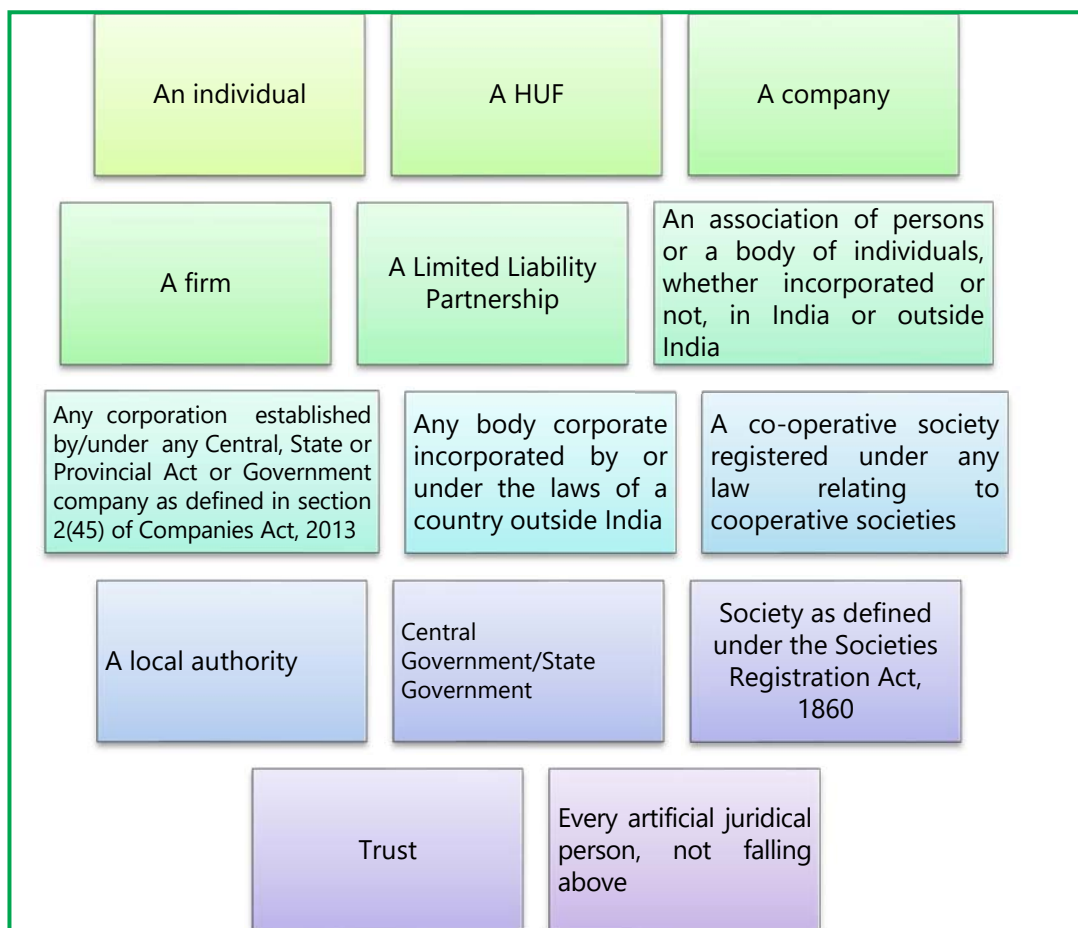 An individual
A HUF
A company
A firm
A Limited Liability
Partnership
An association of persons
or a body of individuals,
whether incorporated or
not, in India or outside
India
Any corporation established
by/under any Central, State or
Provincial Act or Government
company as defined in section
2(45) of Companies Act, 2013
Any body corporate
incorporated by or
under the laws of a
country outside India
A co-operative society
registered under any
law relating to
cooperative societies
A local authority
Central
Government/State
Government
Society as defined
under the Societies
Registration Act,
1860
Trust
Every artificial juridical
person, not falling
above